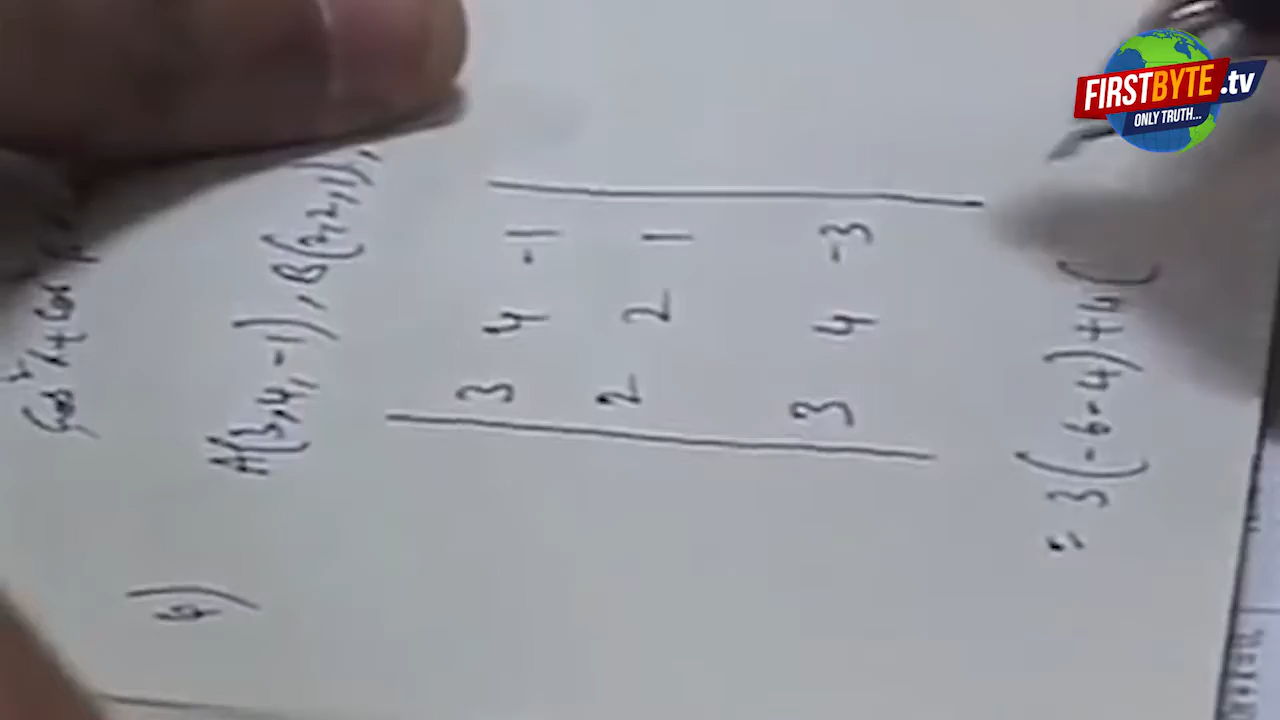 FIRSTBYTE.tv
ONLY TRUTH...
A(3,4,-1), B(2,2,1),
3 4 -1
2 2 1
3 4 -3
= 3(-6-4)+4(